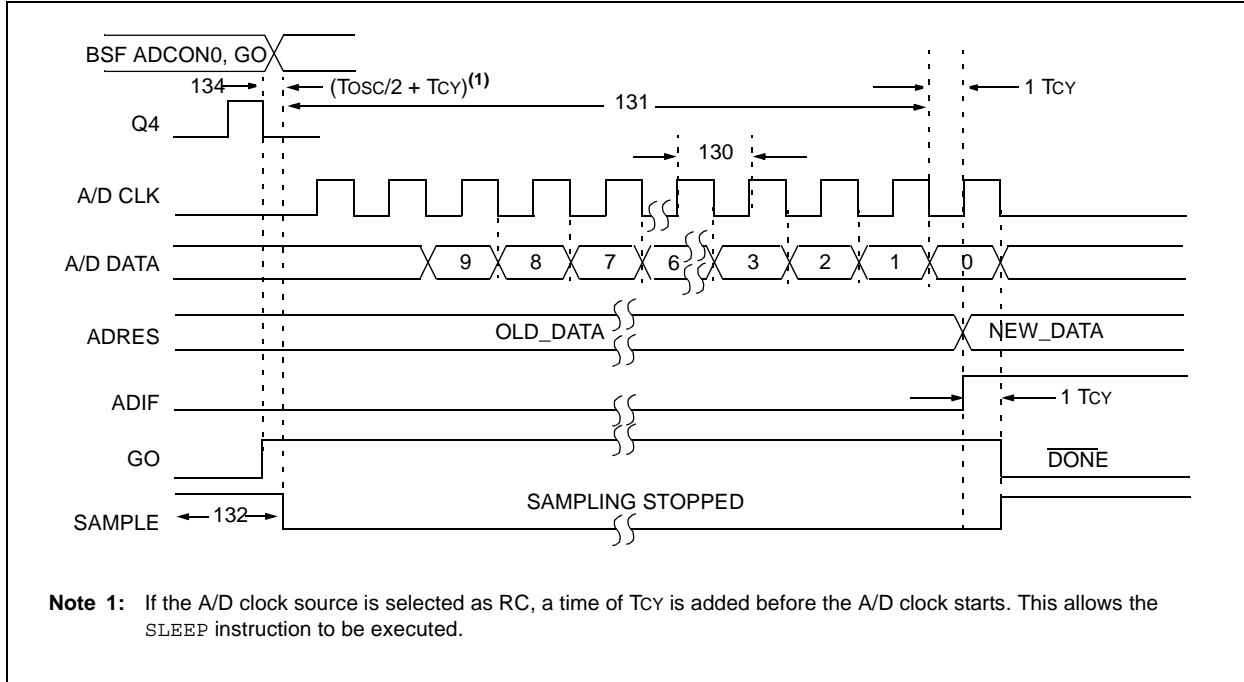 BSF ADCON0, GO
134
(TOSC/2 + TCY)(1)
131
1 TCY
Q4
130
A/D CLK
A/D DATA
9 8 7 6 3 2 1 0
ADRES
OLD_DATA
NEW_DATA
ADIF
1 TCY
GO
DONE
SAMPLING STOPPED
SAMPLE
132
Note 1: If the A/D clock source is selected as RC, a time of TCY is added before the A/D clock starts. This allows the
SLEEP instruction to be executed.